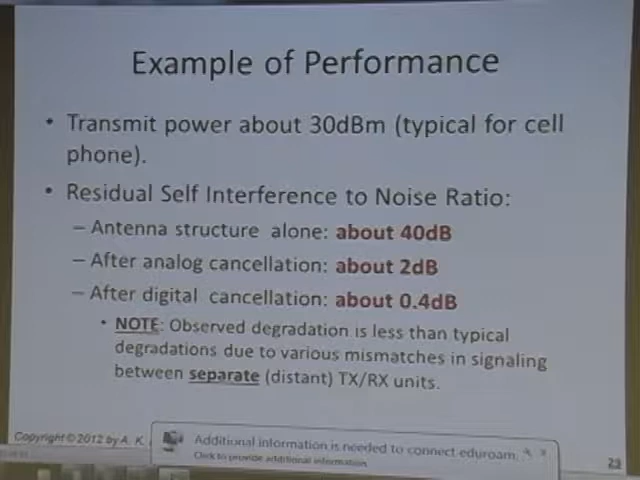 Example of Performance
• Transmit power about 30dBm (typical for cell
phone).
• Residual Self Interference to Noise Ratio:
– Antenna structure alone: about 40dB
– After analog cancellation: about 2dB
– After digital cancellation: about 0.4dB
• NOTE: Observed degradation is less than typical
degradations due to various mismatches in signaling
between separate (distant) TX/RX units.
Copyright © 2012 by A. K.
Additional information is needed to connect eduroam.
Click to provide additional information.
23